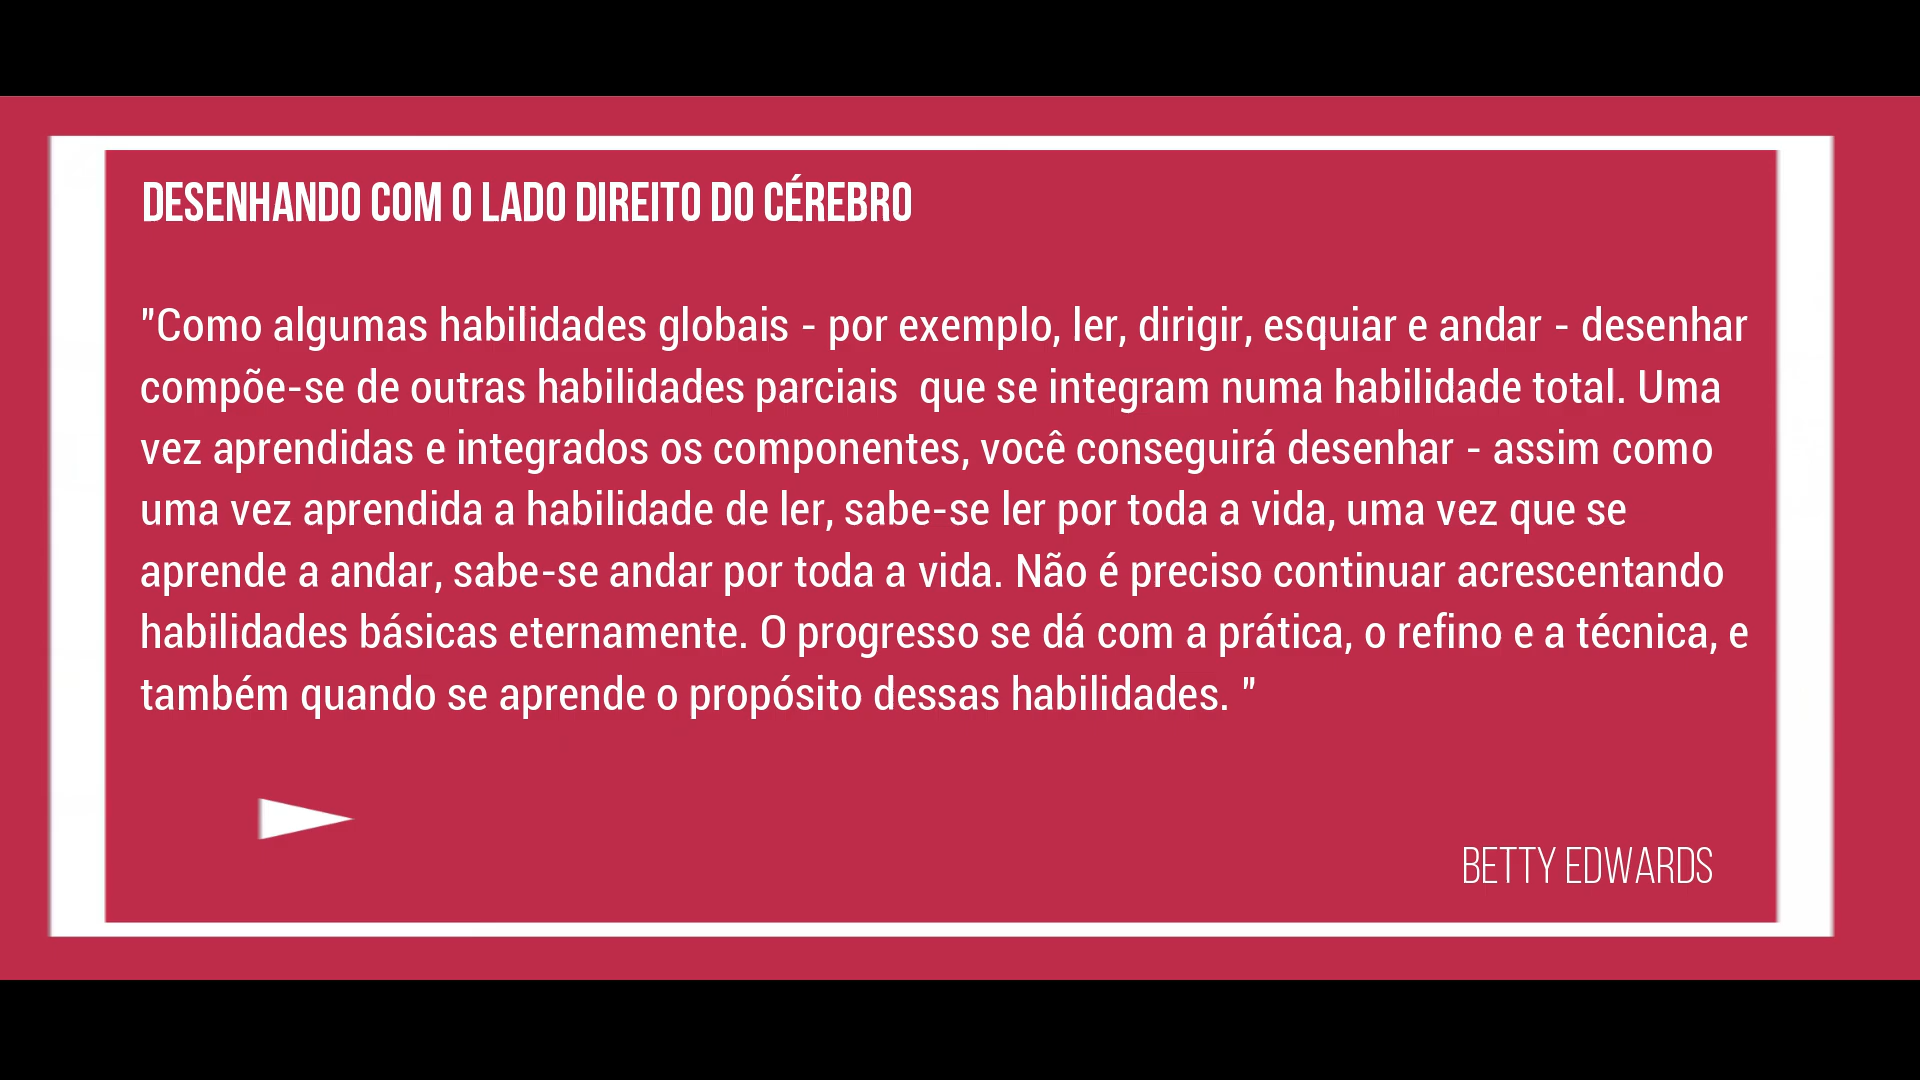 DESENHANDO COM O LADO DIREITO DO CÉREBRO
"Como algumas habilidades globais - por exemplo, ler, dirigir, esquiar e andar - desenhar
compõe-se de outras habilidades parciais  que se integram numa habilidade total. Uma
vez aprendidas e integrados os componentes, você conseguirá desenhar - assim como
uma vez aprendida a habilidade de ler, sabe-se ler por toda a vida, uma vez que se
aprende a andar, sabe-se andar por toda a vida. Não é preciso continuar acrescentando
habilidades básicas eternamente. O progresso se dá com a prática, o refino e a técnica, e
também quando se aprende o propósito dessas habilidades. "
BETTY EDWARDS